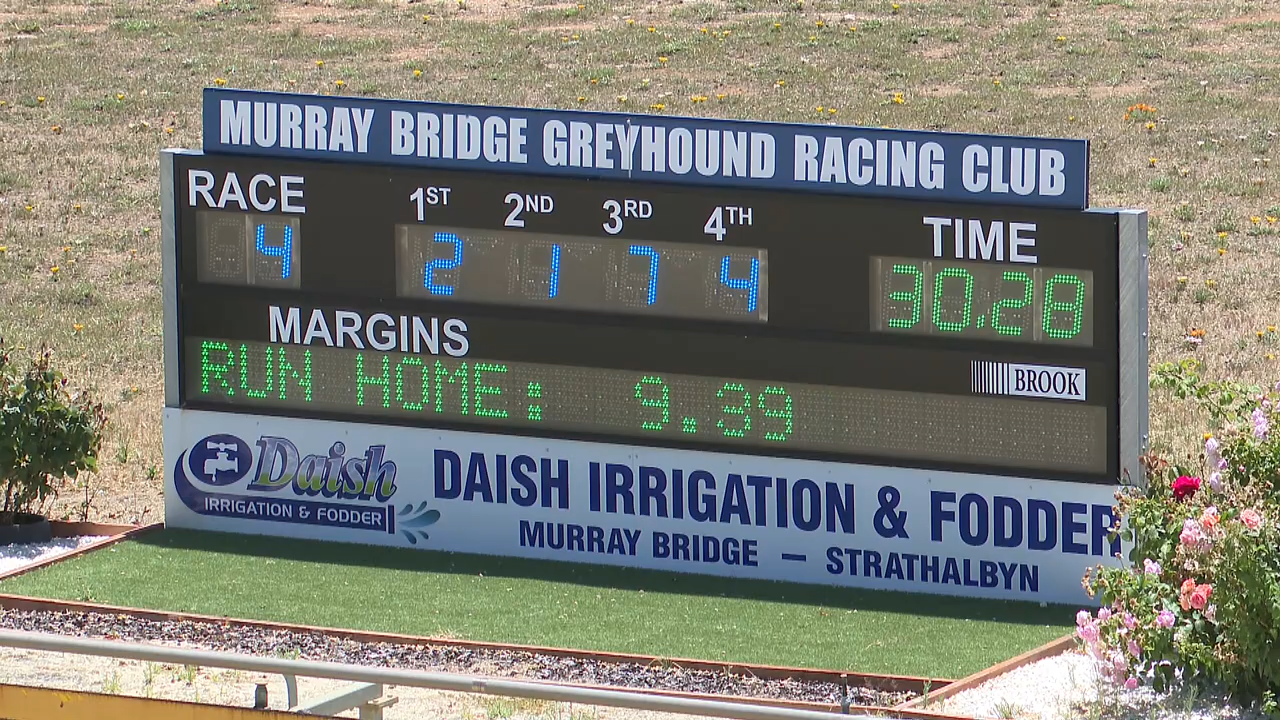 MURRAY BRIDGE GREYHOUND RACING CLUB
RACE 1ST 2ND 3RD 4TH TIME
4 2 1 7 4 30.28
MARGINS
BROOK
RUN HOME: 9.39
Daish
IRRIGATION & FODDER
DAISH IRRIGATION & FODDER
MURRAY BRIDGE — STRATHALBYN